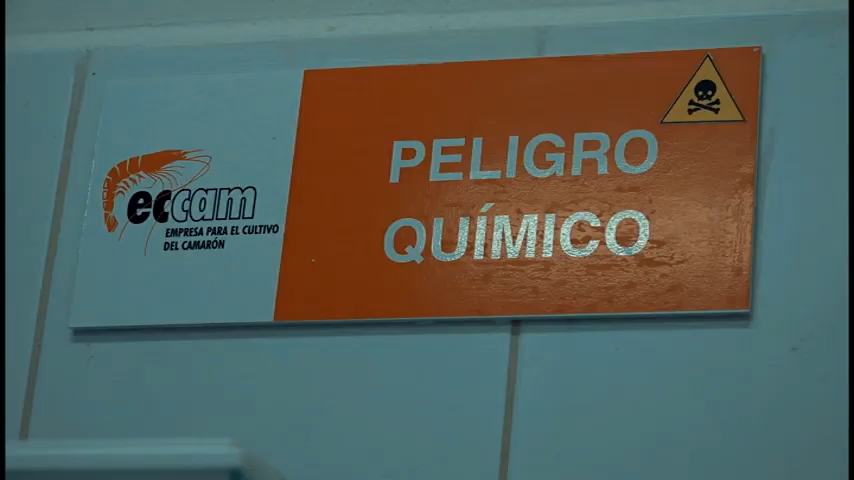 eccam
EMPRESA PARA EL CULTIVO
DEL CAMARÓN
PELIGRO
QUÍMICO